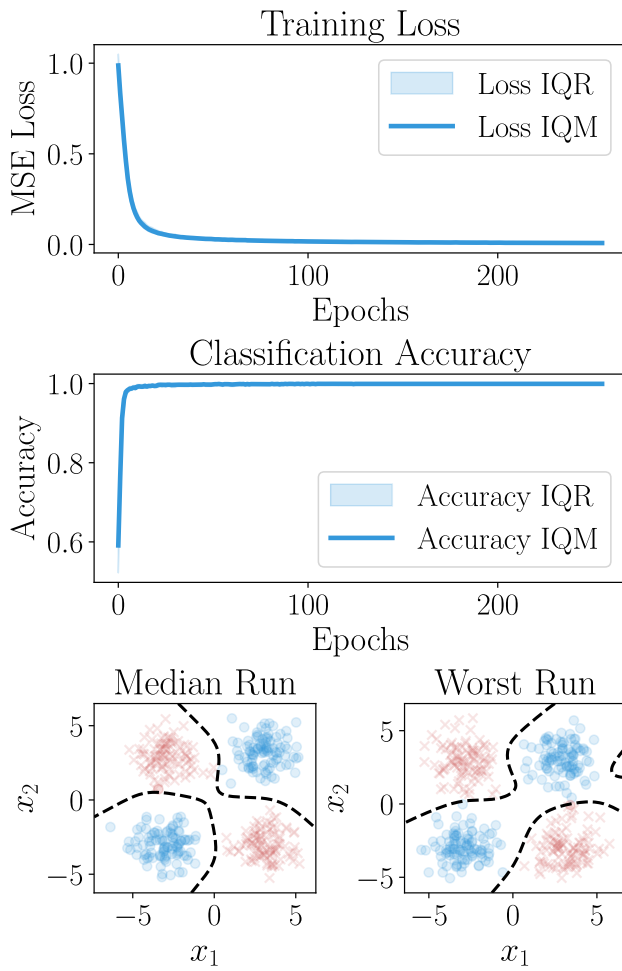 Training Loss
1.0
0.5
0.0
MSE Loss
Loss IQR
Loss IQM
0 100 200
Epochs
Classification Accuracy
1.0
0.8
0.6
Accuracy
Accuracy IQR
Accuracy IQM
0 100 200
Epochs
Median Run
5
0
−5
x₂
−5 0 5
x₁
Worst Run
5
0
−5
x₂
−5 0 5
x₁